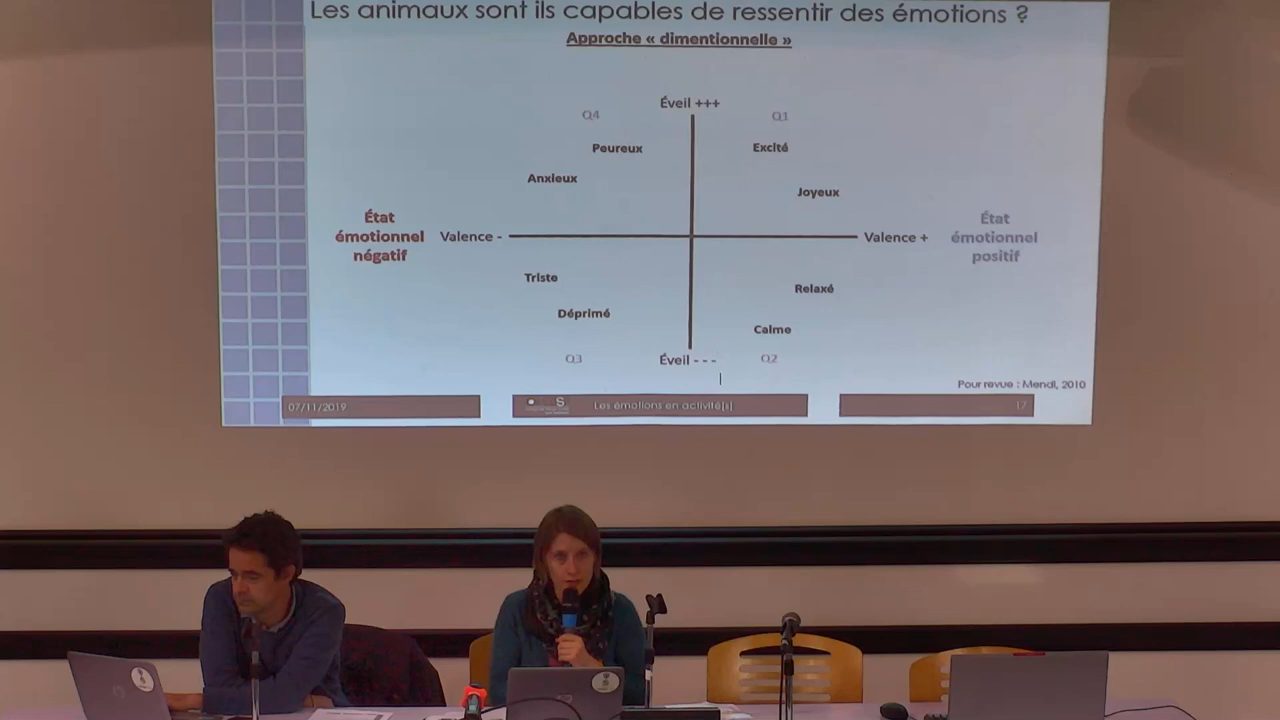 Les animaux sont ils capables de ressentir des émotions ?
Approche « dimentionnelle »
Éveil +++
Q4
Q1
Peureux
Excité
Anxieux
Joyeux
État
émotionnel
négatif
Valence -
Valence +
État
émotionnel
positif
Triste
Relaxé
Déprimé
Calme
Q3
Éveil - - -
Q2
Pour revue : Mendl, 2010
07/11/2019
Les émotions en activité(s)
17
hp